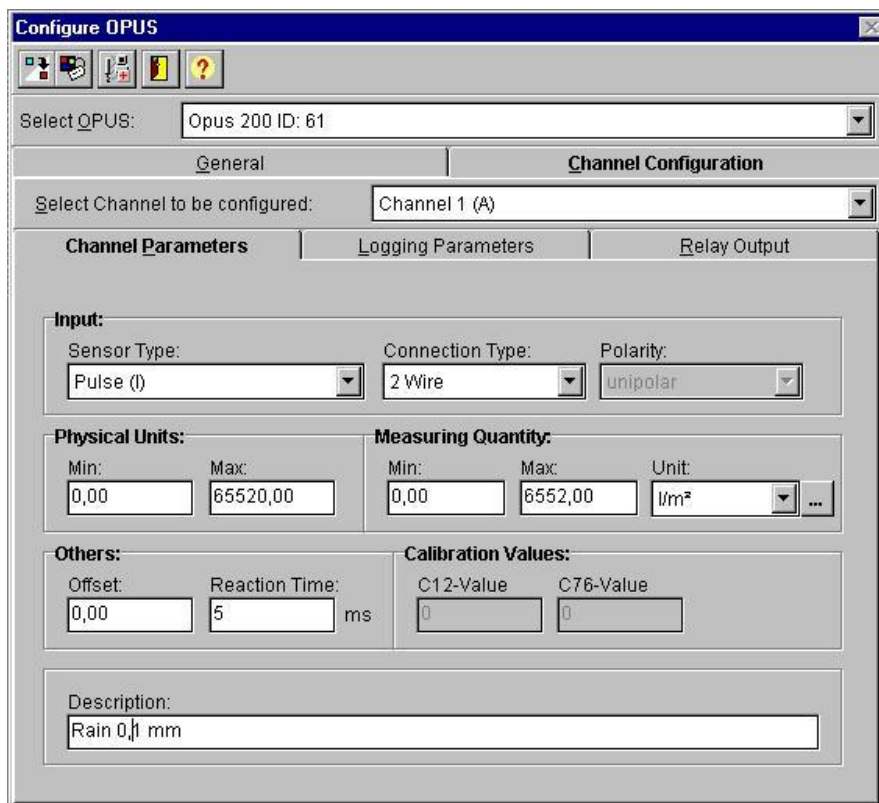 Configure OPUS
Select OPUS: Opus 200 ID: 61
General Channel Configuration
Select Channel to be configured: Channel 1 (A)
Channel Parameters Logging Parameters Relay Output
Input:
Sensor Type: Connection Type: Polarity:
Pulse (I) 2 Wire unipolar
Physical Units: Measuring Quantity:
Min: Max: Min: Max: Unit:
0,00 65520,00 0,00 6552,00 l/m² ...
Others: Calibration Values:
Offset: Reaction Time: C12-Value C76-Value
0,00 5 ms 0 0
Description:
Rain 0,1 mm